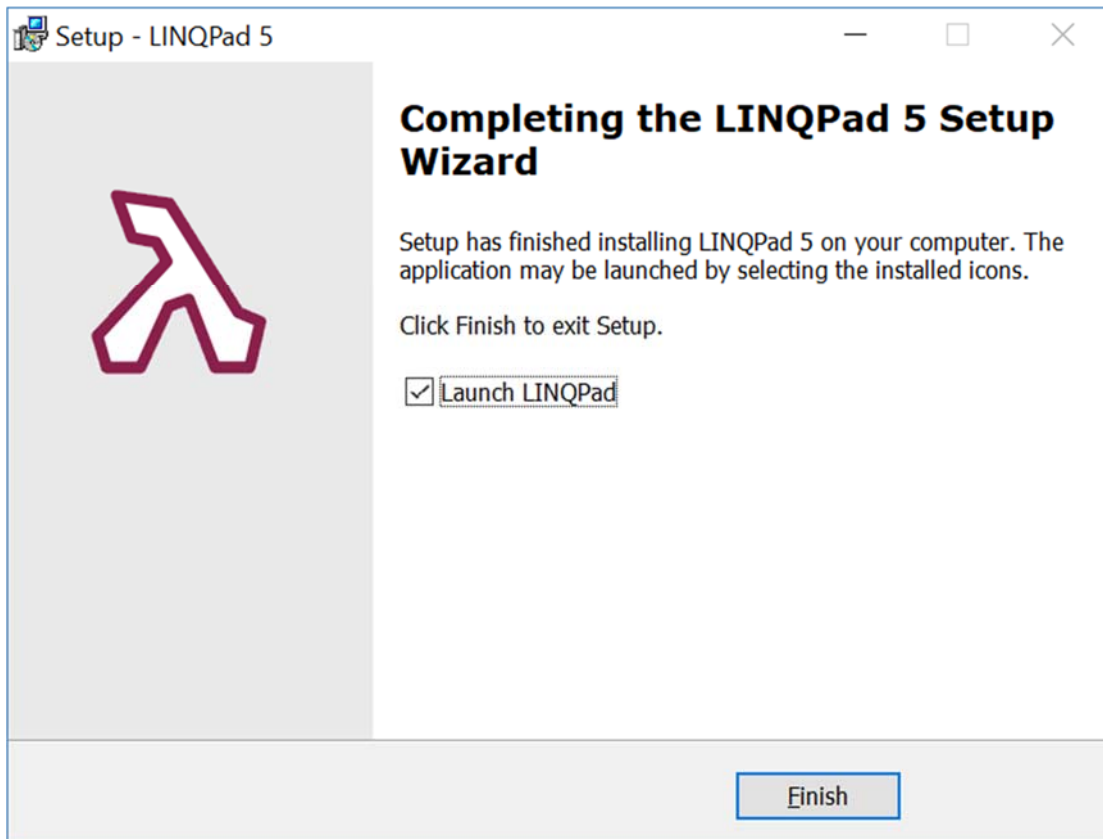 Setup - LINQPad 5
Completing the LINQPad 5 Setup
Wizard
Setup has finished installing LINQPad 5 on your computer. The
application may be launched by selecting the installed icons.
Click Finish to exit Setup.
Launch LINQPad
Finish